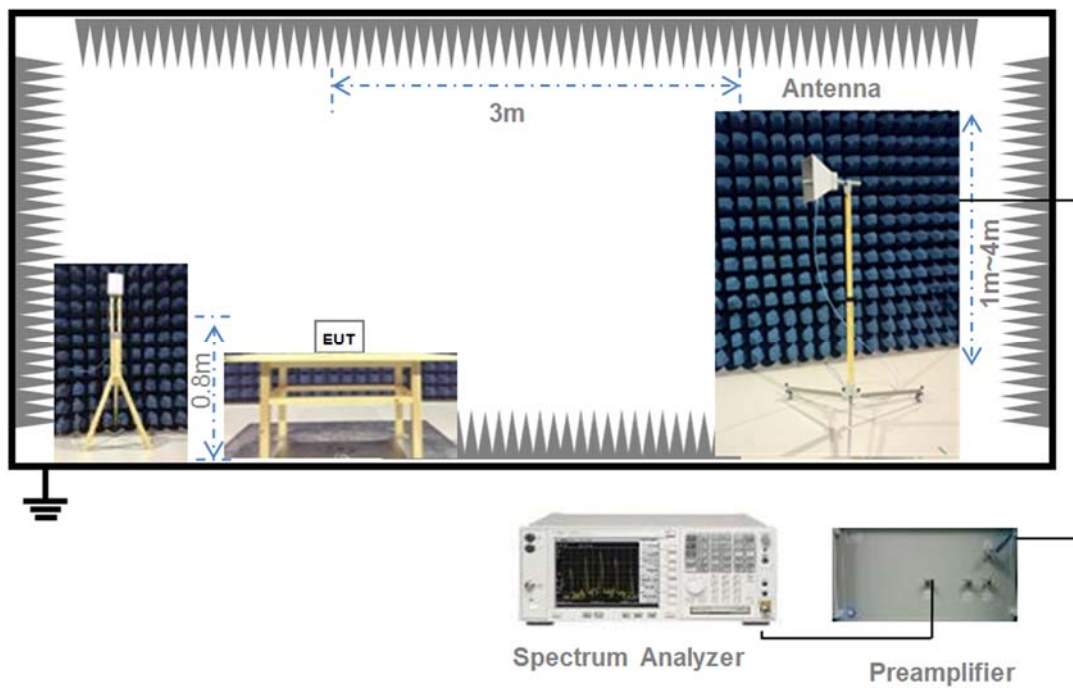 Antenna
3m
1m~4m
0.8m
EUT
Spectrum Analyzer
Preamplifier